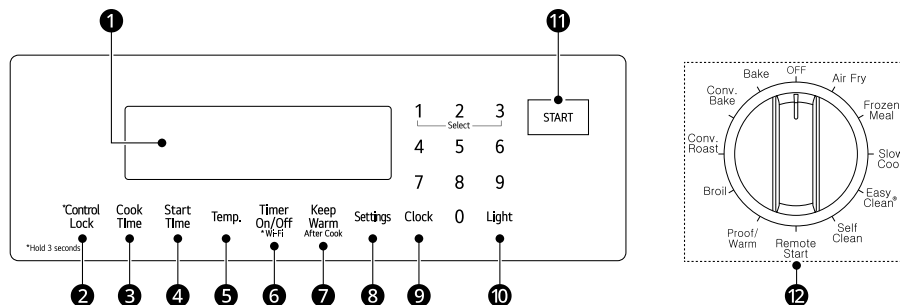 1
11
OFF
Bake
Air Fry
Conv.
Bake
Frozen
Meal
1 2 3
Select
START
4 5 6
Conv.
Roast
Slow
Coo
7 8 9
Broil
Easy
Clean®
*Control
Lock
Cook
TIme
Start
TIme
Temp.
Timer
On/Off
*Wi-Fi
Keep
Warm
After Cook
Settings
Clock
0
Light
Proof/
Warm
Self
Clean
Remote
Start
*Hold 3 seconds
2 3 4 5 6 7 8 9 10 12